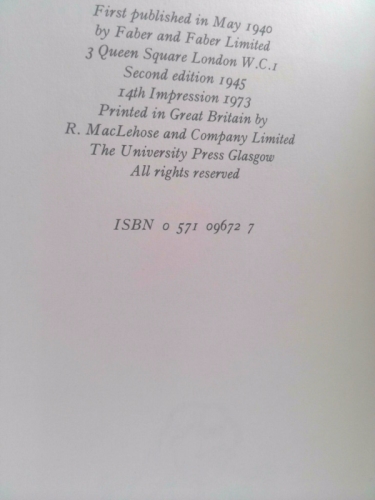 First published in May 1940
by Faber and Faber Limited
3 Queen Square London W.C.1
Second edition 1945
14th Impression 1973
Printed in Great Britain by
R. MacLehose and Company Limited
The University Press Glasgow
All rights reserved
ISBN 0 571 09672 7